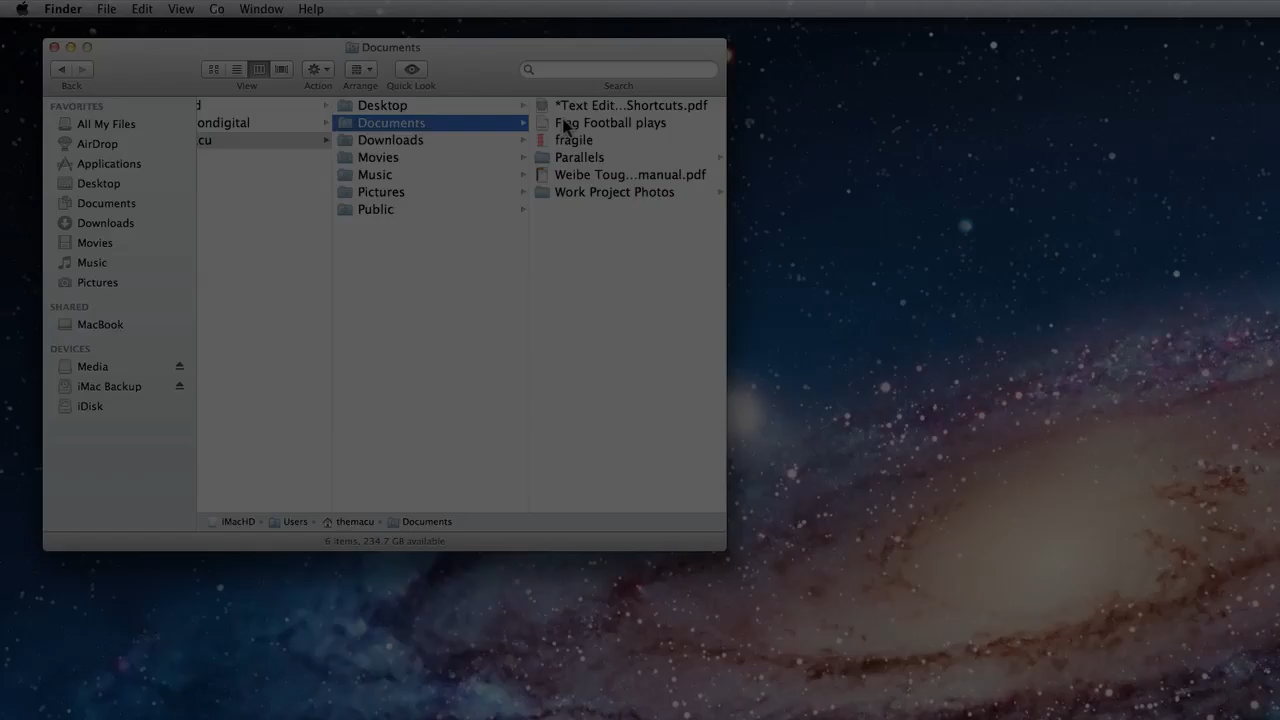 Finder File Edit View Go Window Help
Documents
Back View Action Arrange Quick Look Search
FAVORITES
All My Files
AirDrop
Applications
Desktop
Documents
Downloads
Movies
Music
Pictures
SHARED
MacBook
DEVICES
Media
iMac Backup
iDisk
d
ondigital
cu
Desktop
Documents
Downloads
Movies
Music
Pictures
Public
*Text Edit...Shortcuts.pdf
Football plays
fragile
Parallels
Weibe Toug...manual.pdf
Work Project Photos
iMacHD Users themacu Documents
6 items, 234.7 GB available